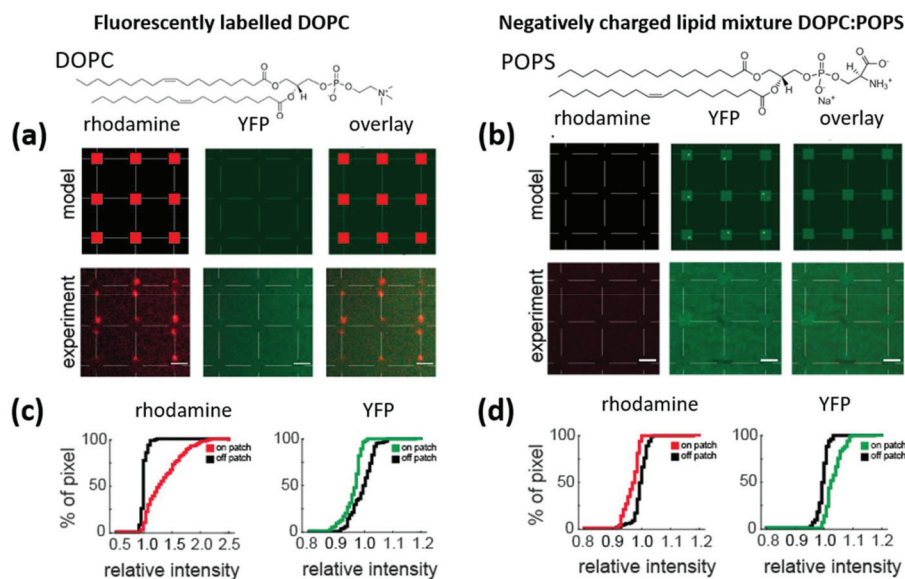 Fluorescently labelled DOPC
Negatively charged lipid mixture DOPC:POPS
DOPC
O
O
O
P
O
O⁻
O
N⁺
O
O
H
POPS
O
O
O
P
O
O⁻
Na⁺
O
O⁻
NH₃⁺
H
O
O
H
(a)
rhodamine YFP overlay
model
experiment
(b)
rhodamine YFP overlay
model
experiment
(c)
rhodamine
% of pixel
100
50
0
0.5 1.0 1.5 2.0 2.5
relative intensity
on patch
off patch
YFP
100
50
0
0.8 0.9 1.0 1.1 1.2
relative intensity
on patch
off patch
(d)
rhodamine
% of pixel
100
50
0
0.8 0.9 1.0 1.1 1.2
relative intensity
on patch
off patch
YFP
100
50
0
0.8 0.9 1.0 1.1 1.2
relative intensity
on patch
off patch